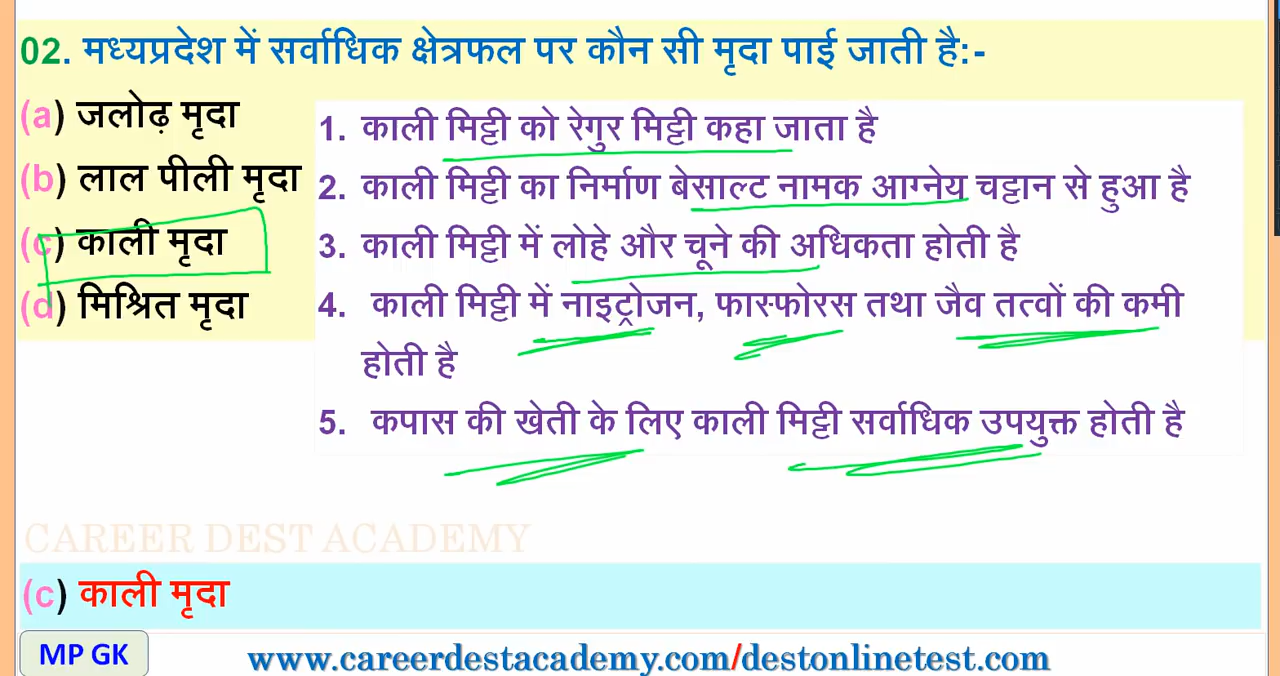 02. मध्यप्रदेश में सर्वाधिक क्षेत्रफल पर कौन सी मृदा पाई जाती है:-
(a) जलोढ़ मृदा
(b) लाल पीली मृदा
(c) काली मृदा
(d) मिश्रित मृदा
1. काली मिट्टी को रेगुर मिट्टी कहा जाता है
2. काली मिट्टी का निर्माण बेसाल्ट नामक आग्नेय चट्टान से हुआ है
3. काली मिट्टी में लोहे और चूने की अधिकता होती है
4. काली मिट्टी में नाइट्रोजन, फास्फोरस तथा जैव तत्वों की कमी
होती है
5. कपास की खेती के लिए काली मिट्टी सर्वाधिक उपयुक्त होती है
CAREER DEST ACADEMY
(c) काली मृदा
MP GK
www.careerdestacademy.com/destonlinetest.com